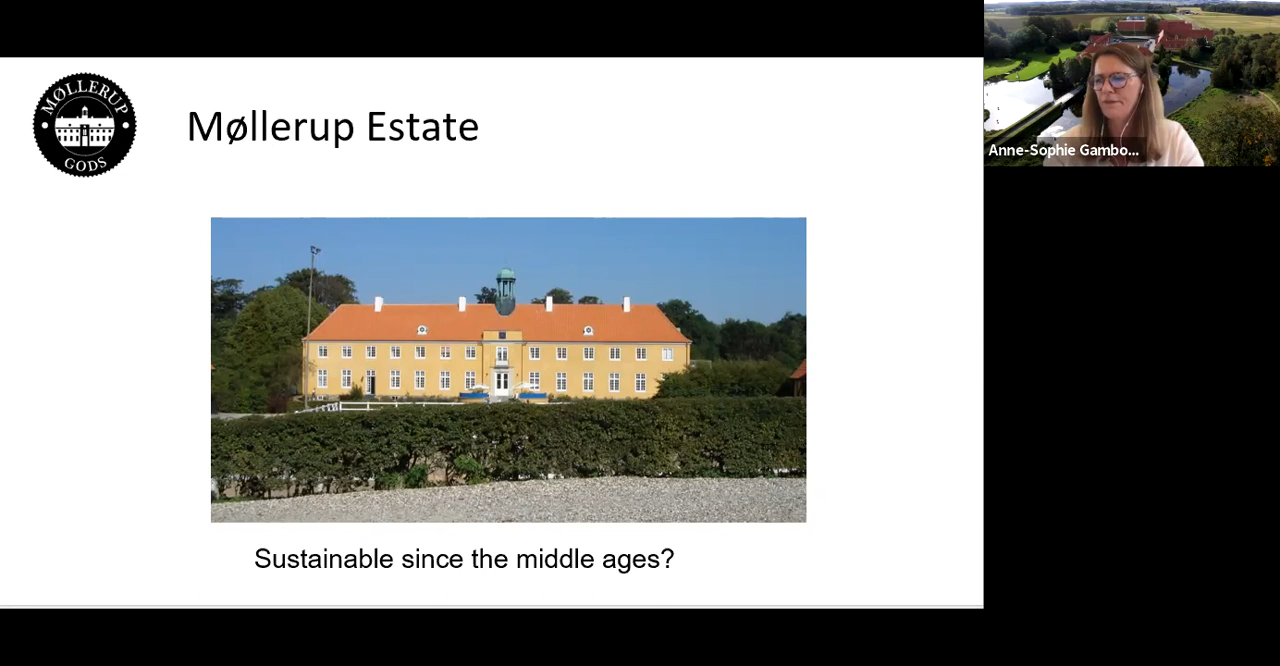 MØLLERUP
GODS
Møllerup Estate
Anne-Sophie Gambo...
Sustainable since the middle ages?